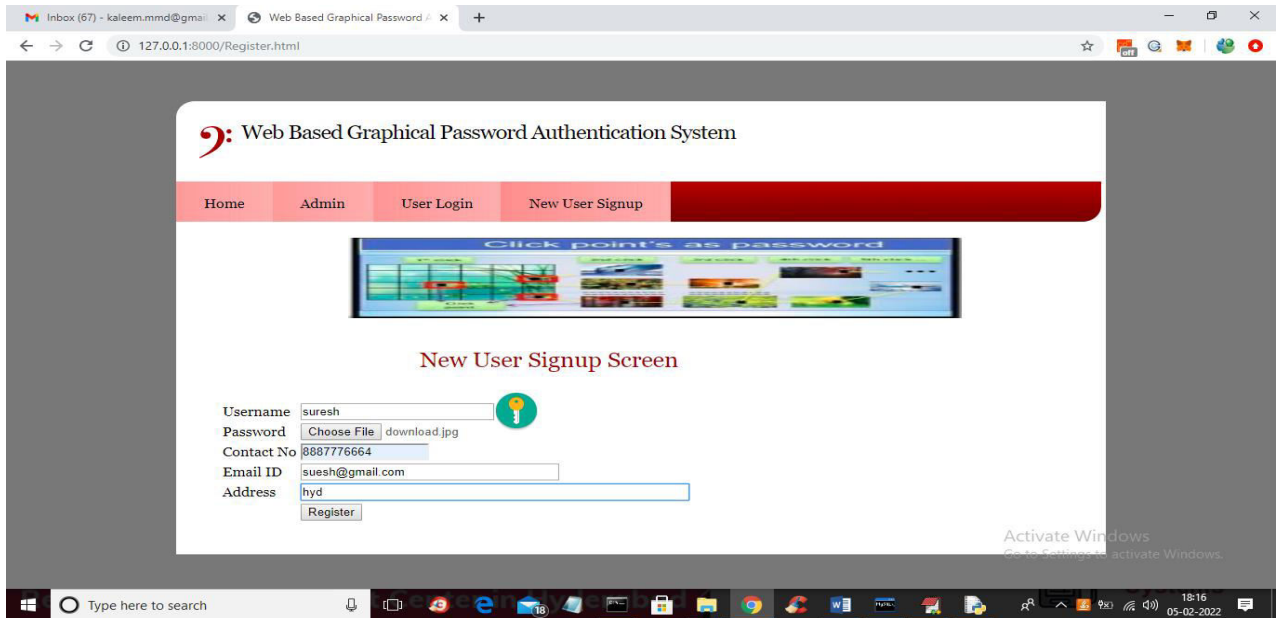 Inbox (67) - kaleem.mmd@gmai
Web Based Graphical Password A
127.0.0.1:8000/Register.html
off
Web Based Graphical Password Authentication System
Home Admin User Login New User Signup
Click point's as password
New User Signup Screen
Username suresh
Password Choose File download.jpg
Contact No 8887776664
Email ID suesh@gmail.com
Address hyd
Register
Activate Windows
Go to Settings to activate Windows.
Type here to search
18
18:16
05-02-2022